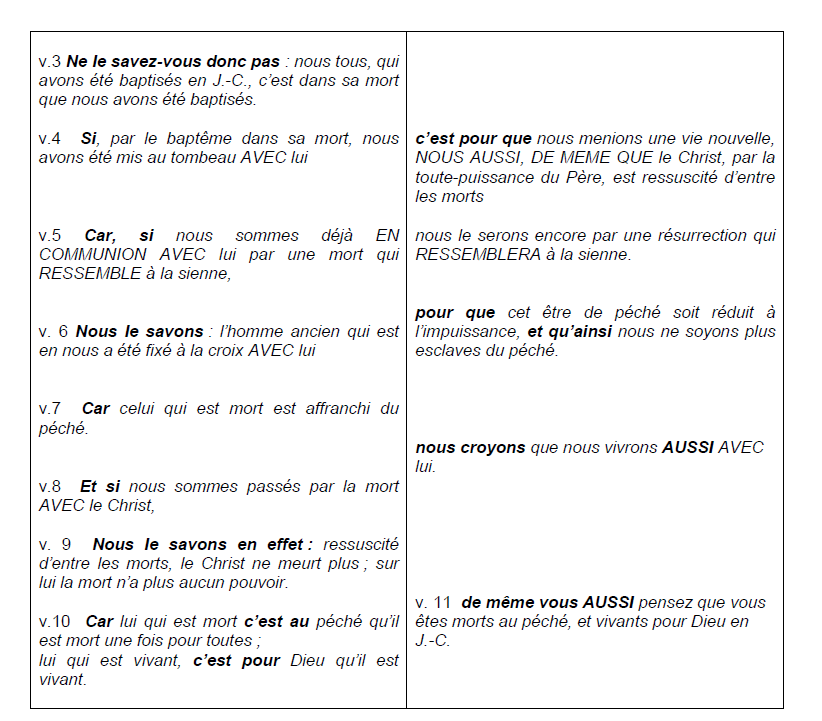 v.3 Ne le savez-vous donc pas : nous tous, qui
avons été baptisés en J.-C., c’est dans sa mort
que nous avons été baptisés.
v.4 Si, par le baptême dans sa mort, nous
avons été mis au tombeau AVEC lui
v.5 Car, si nous sommes déjà EN
COMMUNION AVEC lui par une mort qui
RESSEMBLE à la sienne,
v. 6 Nous le savons : l’homme ancien qui est
en nous a été fixé à la croix AVEC lui
v.7 Car celui qui est mort est affranchi du
péché.
v.8 Et si nous sommes passés par la mort
AVEC le Christ,
v. 9 Nous le savons en effet : ressuscité
d’entre les morts, le Christ ne meurt plus ; sur
lui la mort n’a plus aucun pouvoir.
v.10 Car lui qui est mort c’est au péché qu’il
est mort une fois pour toutes ;
lui qui est vivant, c’est pour Dieu qu’il est
vivant.
c’est pour que nous menions une vie nouvelle,
NOUS AUSSI, DE MEME QUE le Christ, par la
toute-puissance du Père, est ressuscité d’entre
les morts
nous le serons encore par une résurrection qui
RESSEMBLERA à la sienne.
pour que cet être de péché soit réduit à
l’impuissance, et qu’ainsi nous ne soyons plus
esclaves du péché.
nous croyons que nous vivrons AUSSI AVEC
lui.
v. 11 de même vous AUSSI pensez que vous
êtes morts au péché, et vivants pour Dieu en
J.-C.